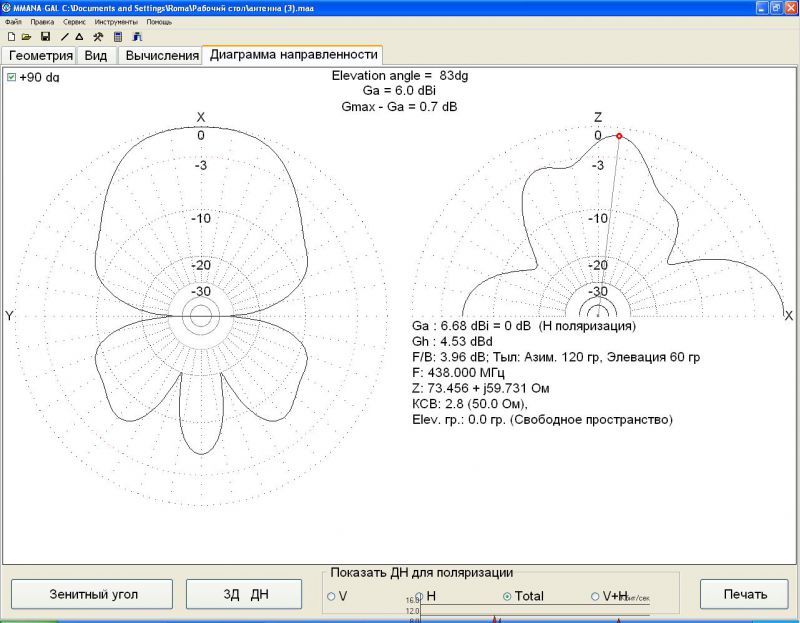 MMANA-GAL C:\Documents and Settings\Roma\Рабочий стол\антенна (3).maa
Файл Правка Сервис Инструменты Помощь
Геометрия Вид Вычисления Диаграмма направленности
+90 dg
Elevation angle = 83dg
Ga = 6.0 dBi
Gmax - Ga = 0.7 dB
X
0
-3
-10
-20
-30
Y
Z
0
-3
-10
-20
-30
X
Ga : 6.68 dBi = 0 dB (H поляризация)
Gh : 4.53 dBd
F/B: 3.96 dB; Тыл: Азим. 120 гр, Элевация 60 гр
F: 438.000 МГц
Z: 73.456 + j59.731 Ом
КСВ: 2.8 (50.0 Ом),
Elev. гр.: 0.0 гр. (Свободное пространство)
Показать ДН для поляризации
Зенитный угол 3Д ДН V H Total V+H Печать
16.0
12.0
8.0